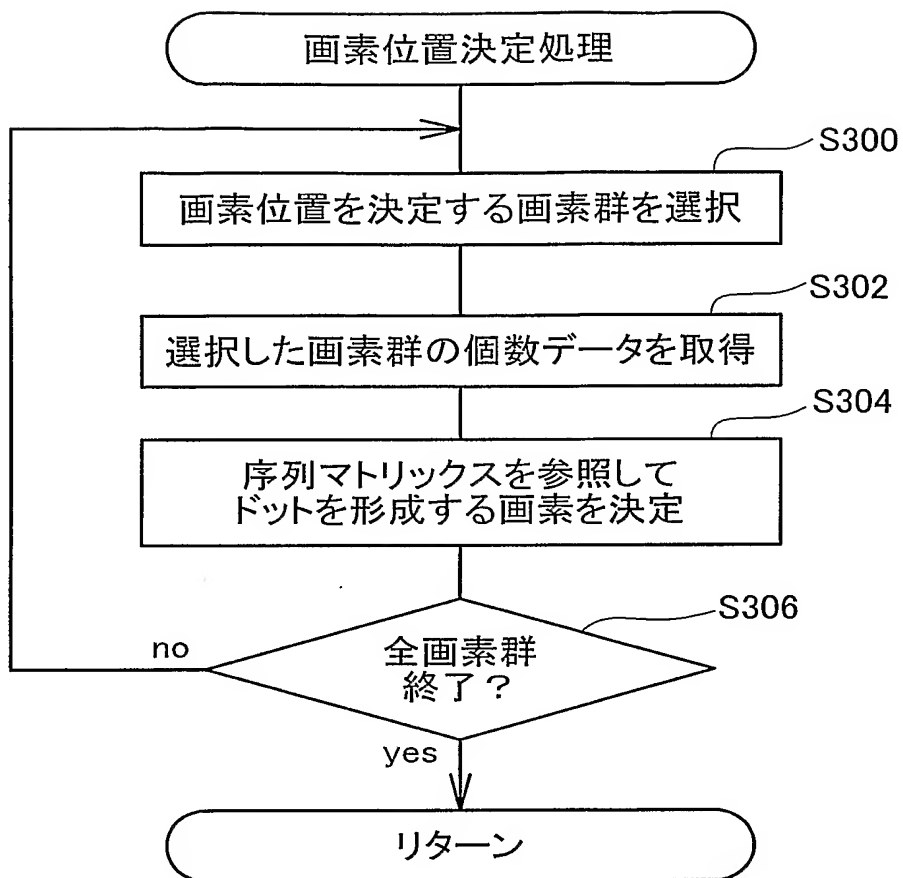 画素位置決定処理
S300
画素位置を決定する画素群を選択
S302
選択した画素群の個数データを取得
S304
序列マトリックスを参照して
ドットを形成する画素を決定
S306
no
全画素群
終了？
yes
リターン